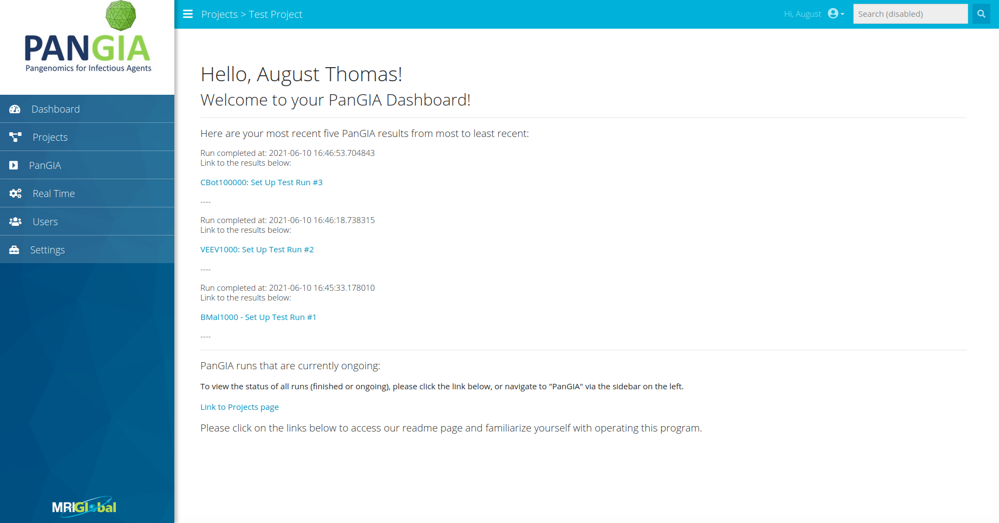 PANGIA
Pangenomics for Infectious Agents
Dashboard
Projects
PanGIA
Real Time
Users
Settings
MRIGlobal
Projects > Test Project
Hi, August
Search (disabled)
Hello, August Thomas!
Welcome to your PanGIA Dashboard!
Here are your most recent five PanGIA results from most to least recent:
Run completed at: 2021-06-10 16:46:53.704843
Link to the results below:
CBot100000: Set Up Test Run #3
----
Run completed at: 2021-06-10 16:46:18.738315
Link to the results below:
VEEV1000: Set Up Test Run #2
----
Run completed at: 2021-06-10 16:45:33.178010
Link to the results below:
BMal1000 - Set Up Test Run #1
----
PanGIA runs that are currently ongoing:
To view the status of all runs (finished or ongoing), please click the link below, or navigate to "PanGIA" via the sidebar on the left.
Link to Projects page
Please click on the links below to access our readme page and familiarize yourself with operating this program.